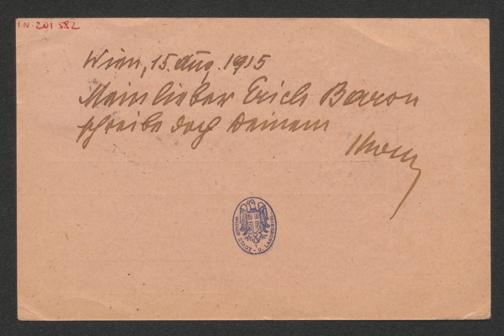 I.N. 201 582
Wien, 15. Aug. 1915
Mein lieber Erich Baron
schreibe doch Deinem